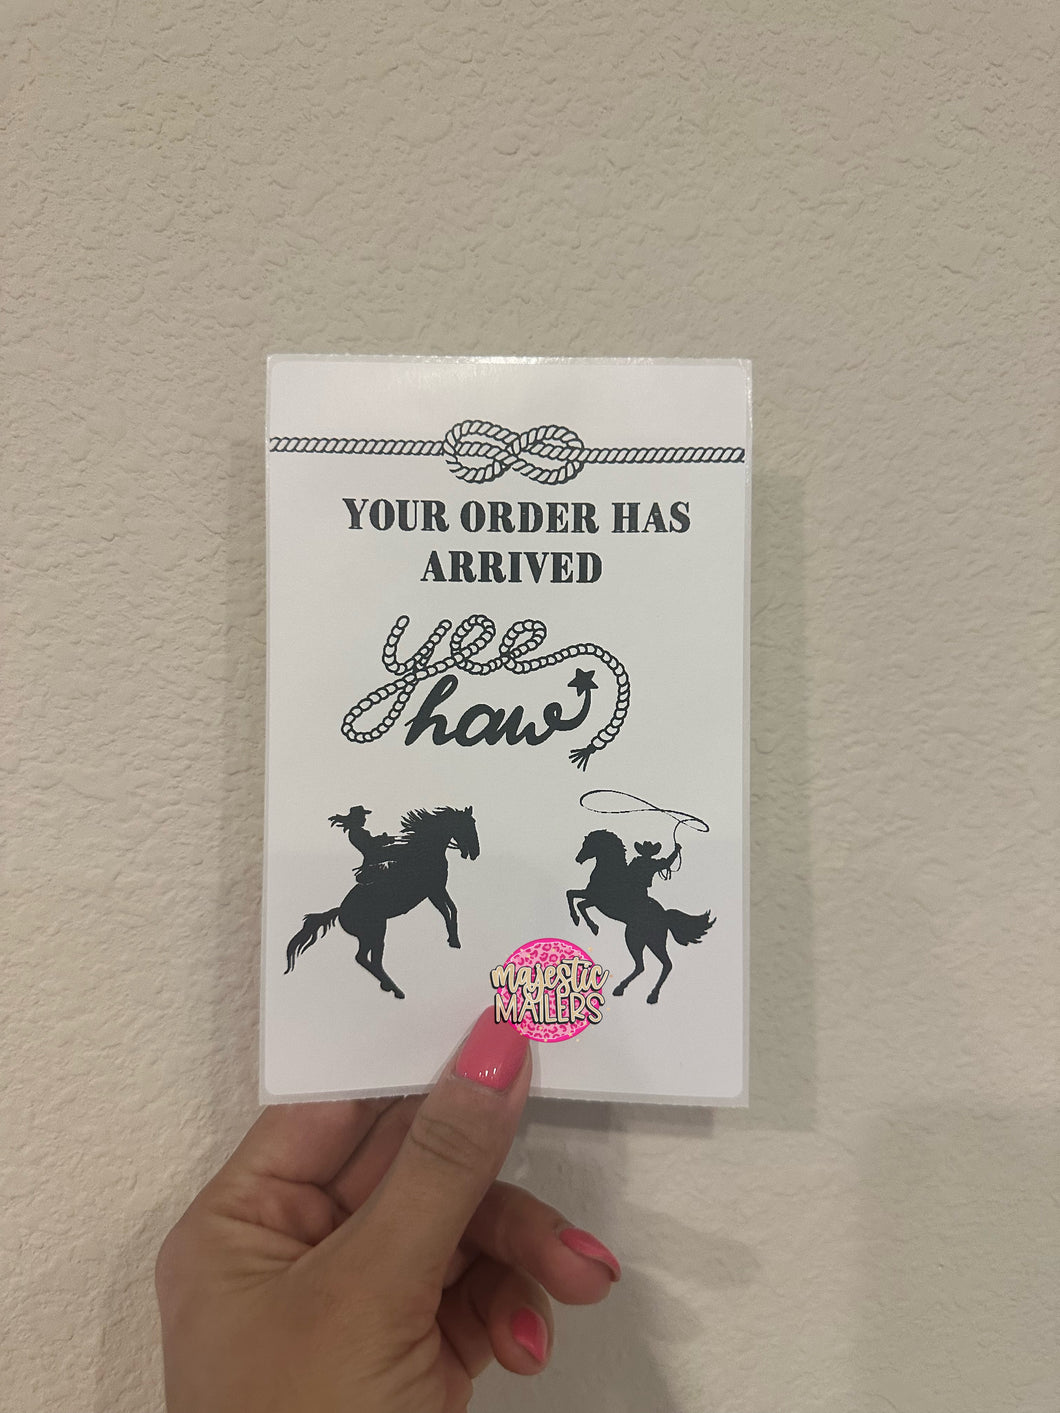 YOUR ORDER HAS
ARRIVED
yee
haw
majestic
MAILERS